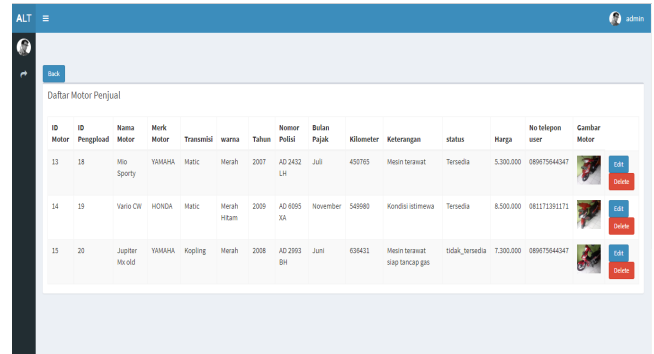 ALT
admin
Back
Daftar Motor Penjual
ID Motor ID Pengpload Nama Motor Merk Motor Transmisi warna Tahun Nomor Polisi Bulan Pajak Kilometer Keterangan status Harga No telepon user Gambar Motor
13 18 Mio Sporty YAMAHA Matic Merah 2007 AD 2432 LH Juli 450765 Mesin terawat Tersedia 5,300.000 089675644347 Edit Delete
14 19 Vario CW HONDA Matic Merah Hitam 2009 AD 6095 XA November 549980 Kondisi istimewa Tersedia 8,500.000 081171391171 Edit Delete
15 20 Jupiter Mx old YAMAHA Kopling Merah 2008 AD 2993 BH Juni 636431 Mesin terawat siap tancap gas tidak_tersedia 7,300.000 089675644347 Edit Delete